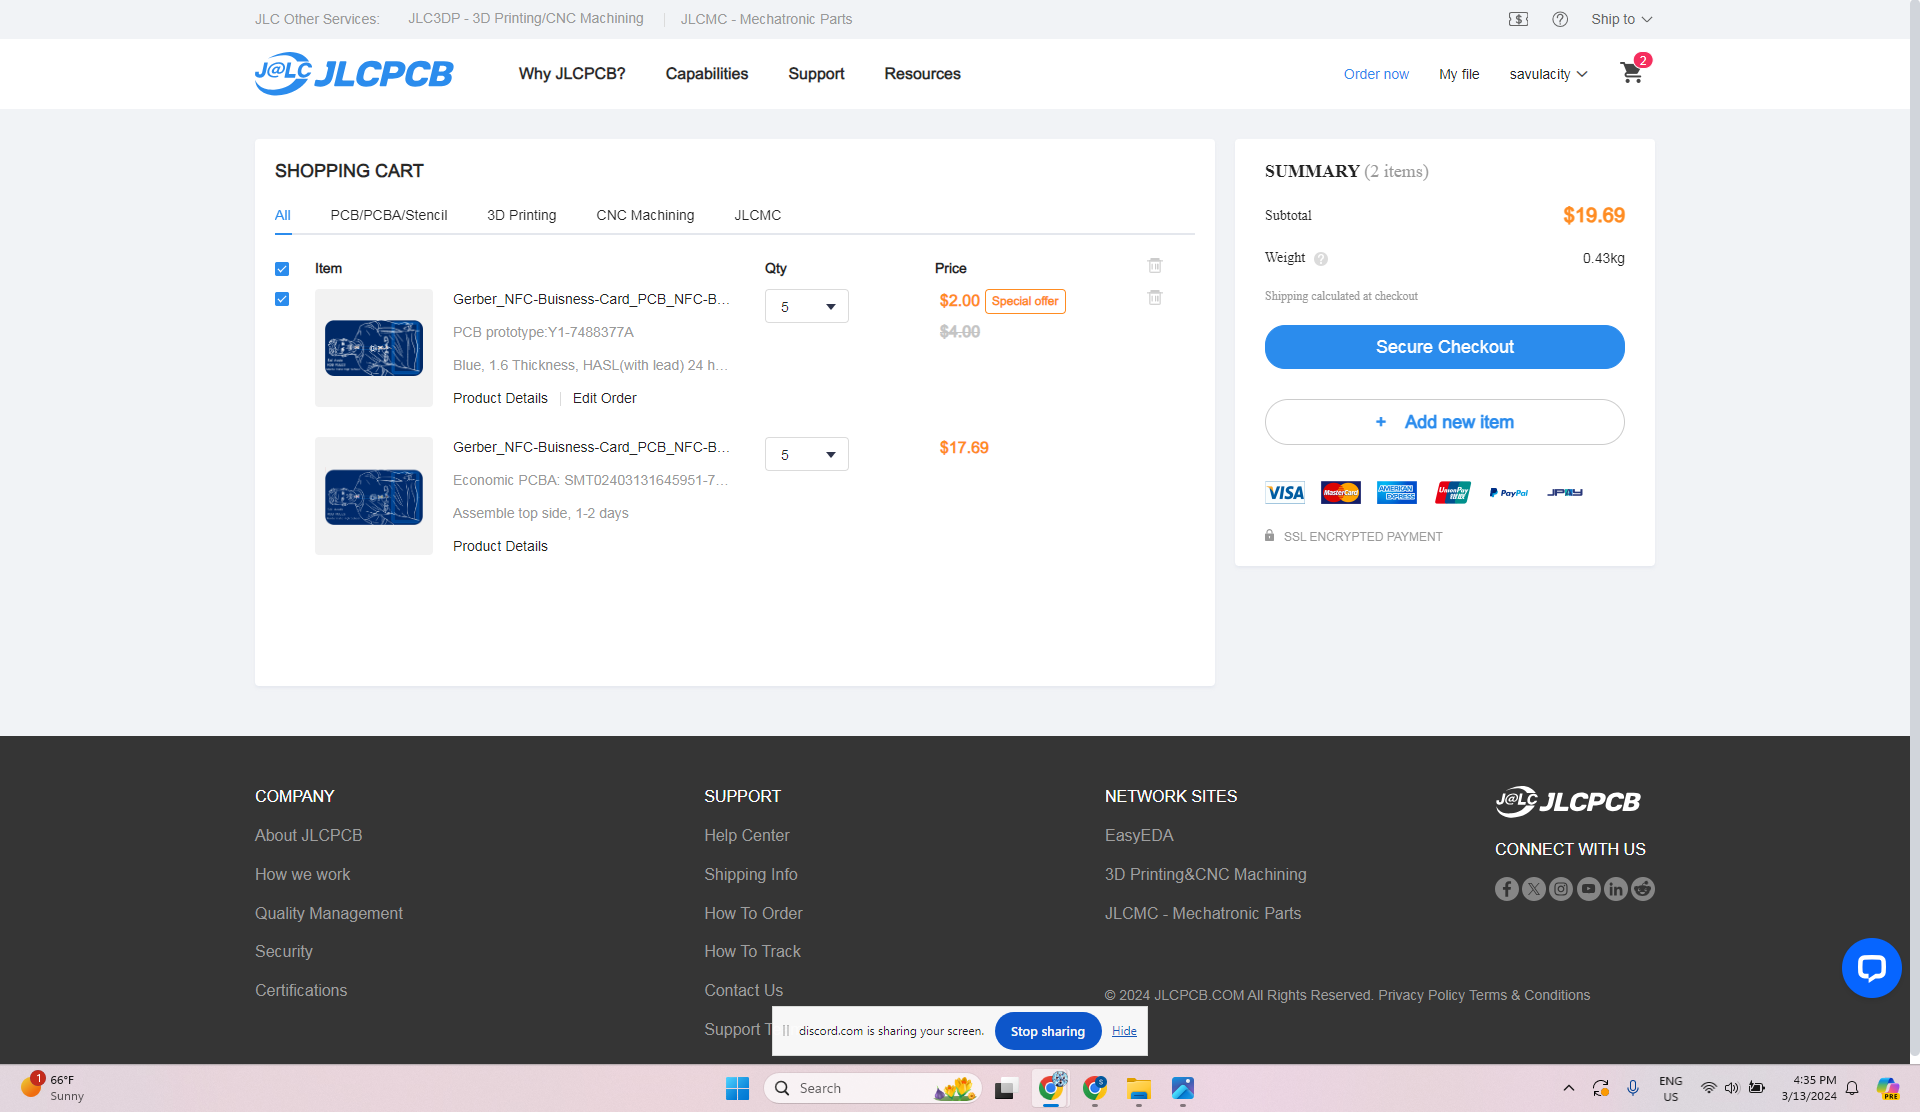 JLC Other Services:
JLC3DP - 3D Printing/CNC Machining
JLCMC - Mechatronic Parts
Ship to
J@LC JLCPCB
Why JLCPCB?
Capabilities
Support
Resources
Order now
My file
savulacity
2
SHOPPING CART
All
PCB/PCBA/Stencil
3D Printing
CNC Machining
JLCMC
Item
Qty
Price
Gerber_NFC-Buisness-Card_PCB_NFC-B...
PCB prototype:Y1-7488377A
Blue, 1.6 Thickness, HASL(with lead) 24 h...
Product Details
Edit Order
5
$2.00
Special offer
$4.00
Gerber_NFC-Buisness-Card_PCB_NFC-B...
Economic PCBA: SMT02403131645951-7...
Assemble top side, 1-2 days
Product Details
5
$17.69
SUMMARY (2 items)
Subtotal
$19.69
Weight ?
0.43kg
Shipping calculated at checkout
Secure Checkout
+ Add new item
VISA
MasterCard
AMERICAN EXPRESS
UnionPay
PayPal
JPAY
SSL ENCRYPTED PAYMENT
COMPANY
About JLCPCB
How we work
Quality Management
Security
Certifications
SUPPORT
Help Center
Shipping Info
How To Order
How To Track
Contact Us
Support T
NETWORK SITES
EasyEDA
3D Printing&CNC Machining
JLCMC - Mechatronic Parts
J@LC JLCPCB
CONNECT WITH US
© 2024 JLCPCB.COM All Rights Reserved. Privacy Policy Terms & Conditions
discord.com is sharing your screen.
Stop sharing
Hide
1
66°F
Sunny
Search
ENG
US
4:35 PM
3/13/2024
PRE